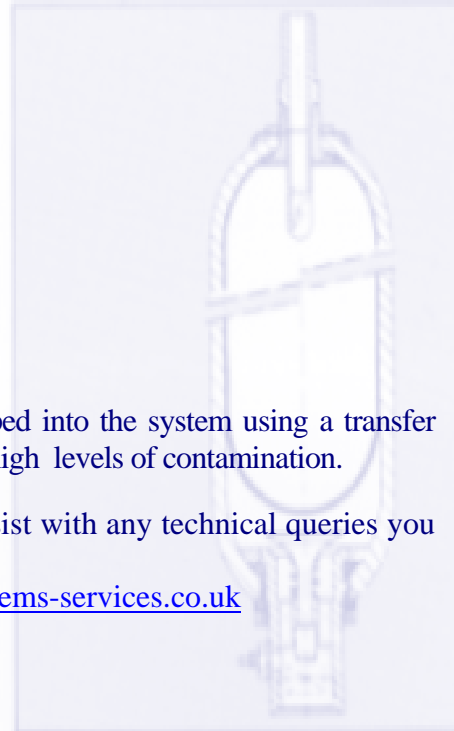 ped into the system using a transfer
igh levels of contamination.
ist with any technical queries you
ems-services.co.uk